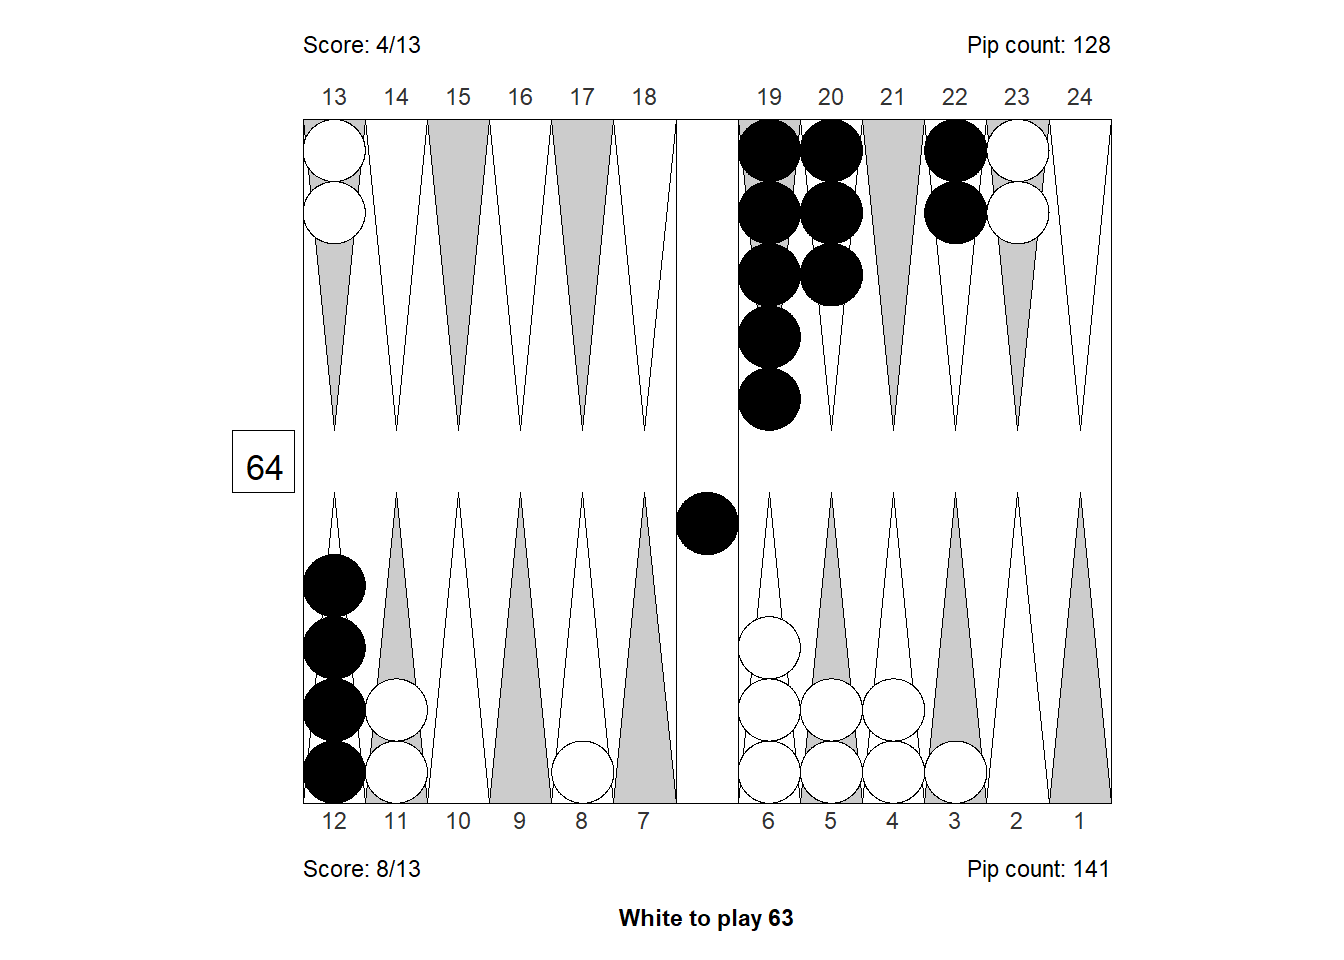 Score: 4/13 Pip count: 128
13 14 15 16 17 18 19 20 21 22 23 24
64
12 11 10 9 8 7 6 5 4 3 2 1
Score: 8/13 Pip count: 141
White to play 63